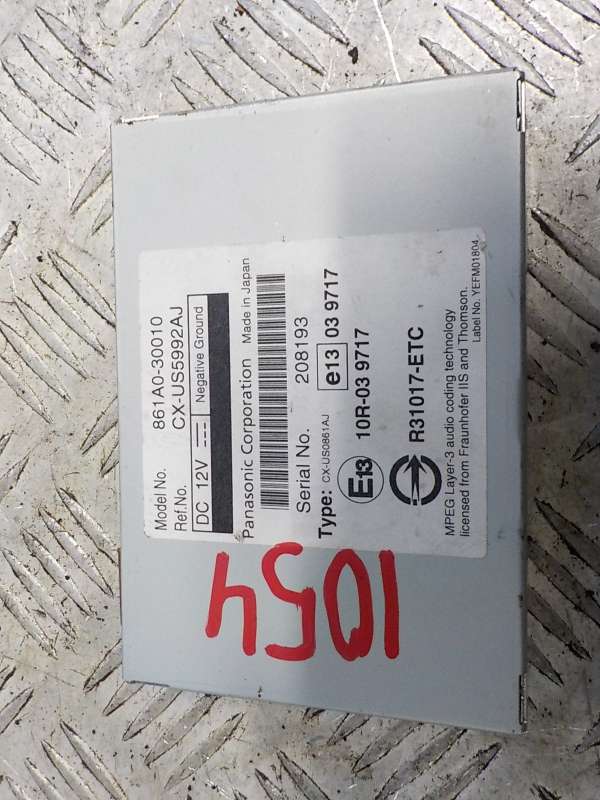 Model No. 861A0-30010
Ref.No. CX-US5992AJ
DC 12V Negative Ground
Panasonic Corporation Made in Japan
Serial No. 208193
Type: CX-US0861AJ e13 03 9717
E13 10R-03 9717
R31017-ETC
MPEG Layer-3 audio coding technology
licensed from Fraunhofer IIS and Thomson.
Label No. YEFM01804
1054